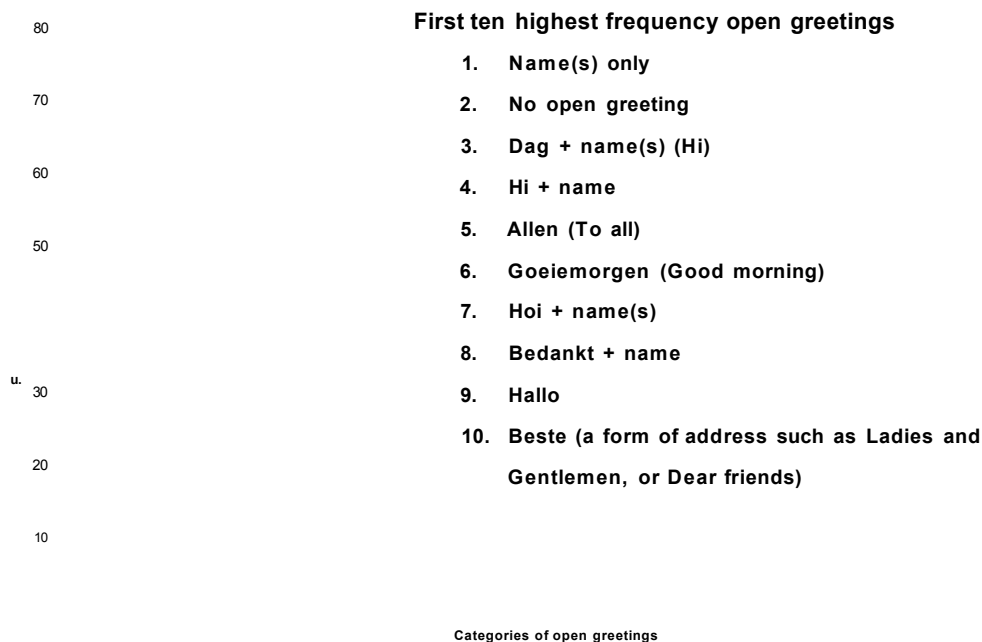 80
First ten highest frequency open greetings
1. Name(s) only
70
2. No open greeting
3. Dag + name(s) (Hi)
60
4. Hi + name
5. Allen (To all)
50
6. Goeiemorgen (Good morning)
7. Hoi + name(s)
8. Bedankt + name
u.
30
9. Hallo
10. Beste (a form of address such as Ladies and
20
Gentlemen, or Dear friends)
10
Categories of open greetings